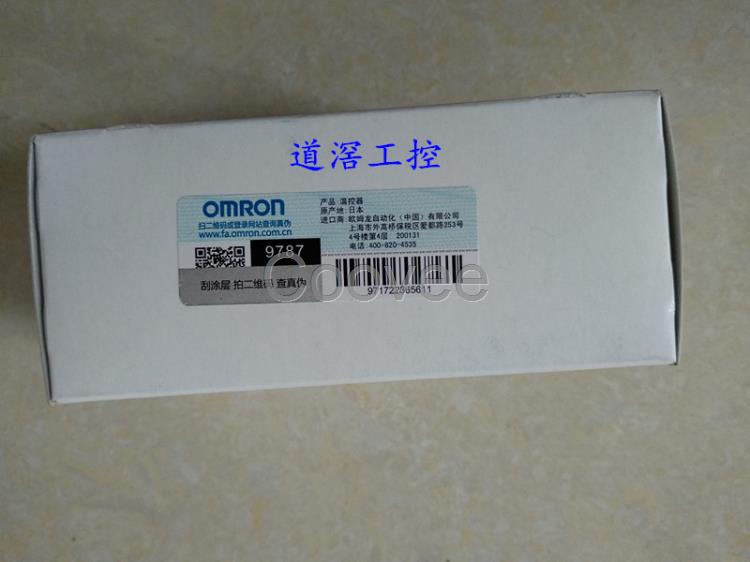 道滘工控
OMRON
扫二维码或登录网站查询真伪
www.fa.omron.com.cn
9787
刮涂层 拍二维码 查真伪
产品:温控器
原产地:日本
进口商:欧姆龙自动化(中国)有限公司
上海市外高桥保税区爱都路253号
4号楼第4层 200131
电话:400-820-4535
971722365611
Coovee